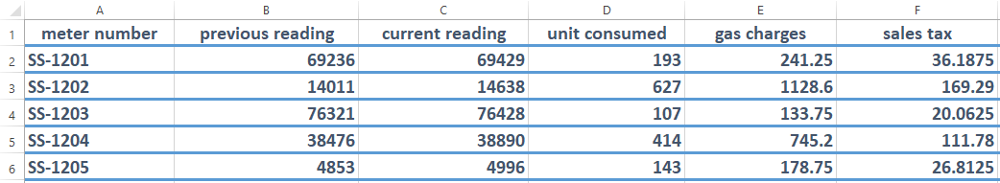 A B C D E F
1 meter number previous reading current reading unit consumed gas charges sales tax
2 SS-1201 69236 69429 193 241.25 36.1875
3 SS-1202 14011 14638 627 1128.6 169.29
4 SS-1203 76321 76428 107 133.75 20.0625
5 SS-1204 38476 38890 414 745.2 111.78
6 SS-1205 4853 4996 143 178.75 26.8125